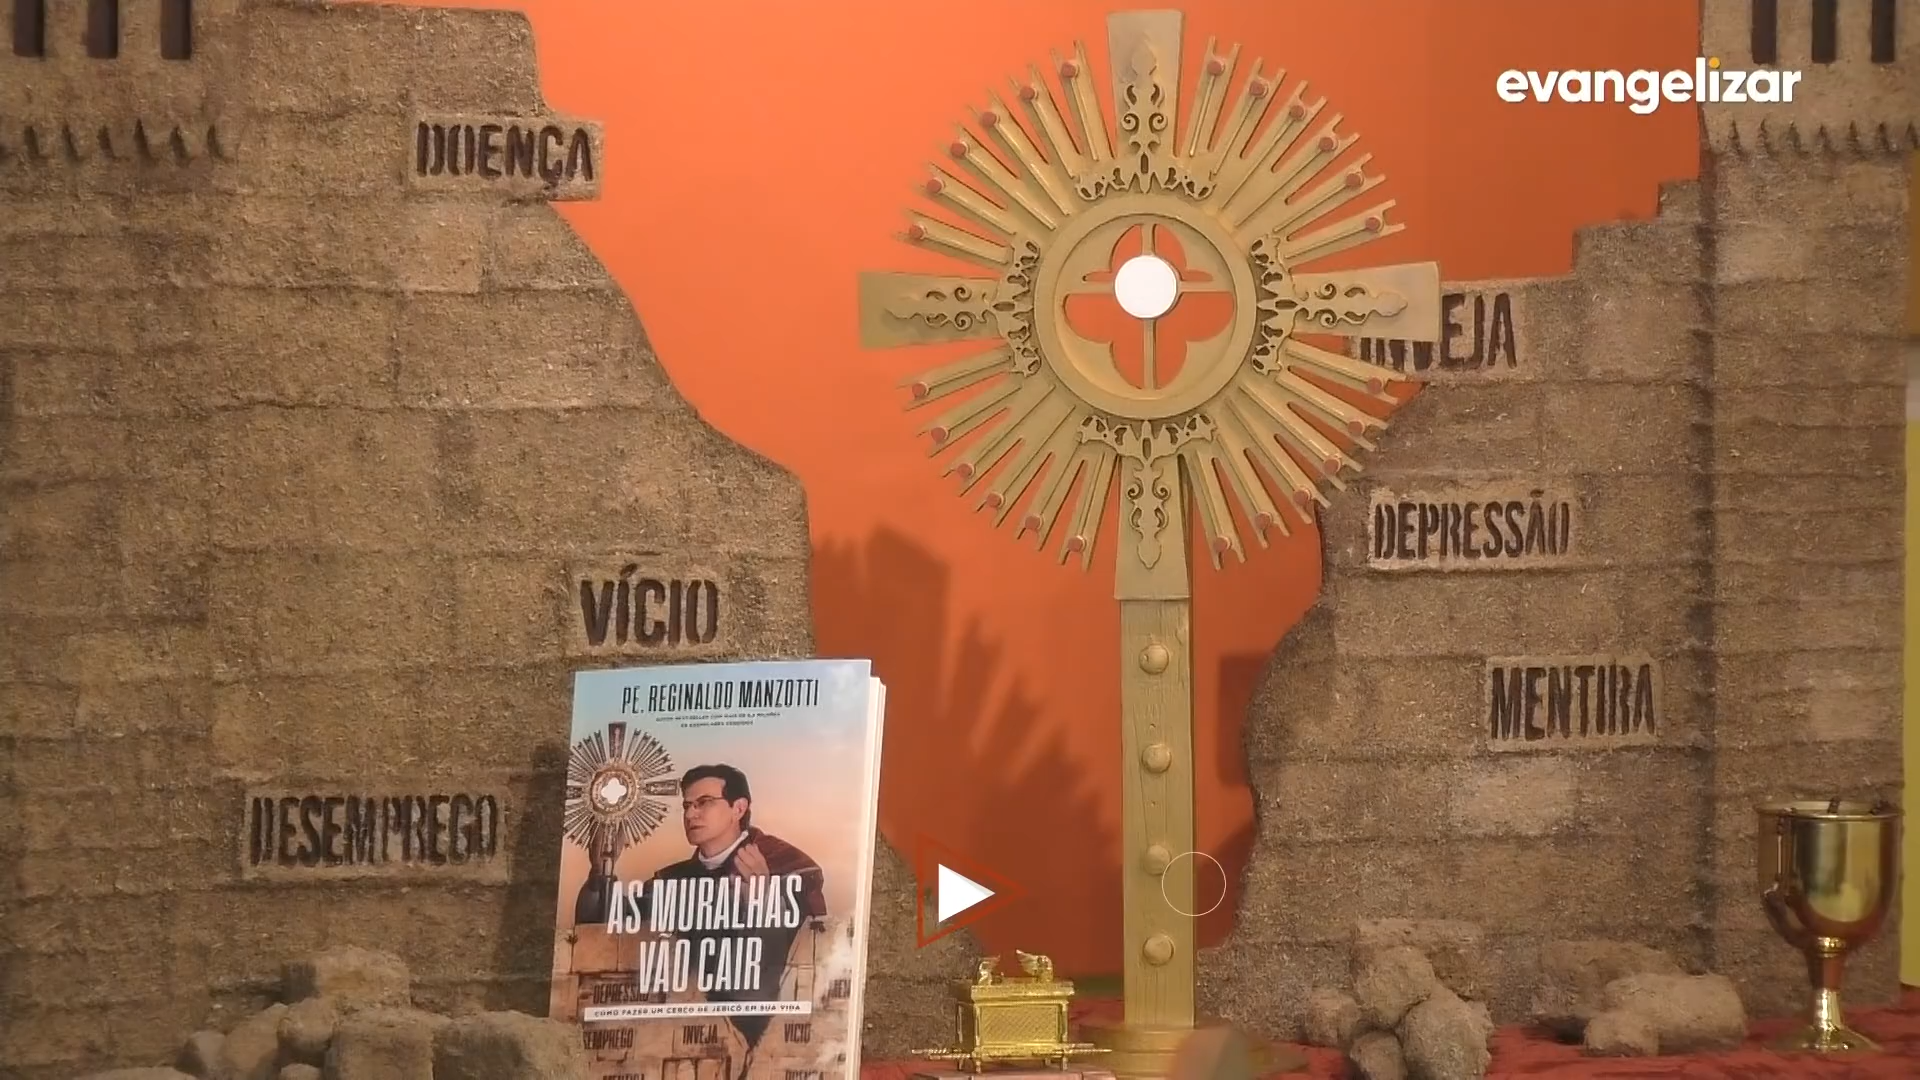 evangelizar
DOENÇA
INVEJA
DEPRESSÃO
VÍCIO
MENTIRA
DESEMPREGO
PE. REGINALDO MANZOTTI
AS MURALHAS
VÃO CAIR
COMO FAZER UM CERCO DE JERICÓ EM SUA VIDA
DEPRESSÃO
INVEJA
VÍCIO